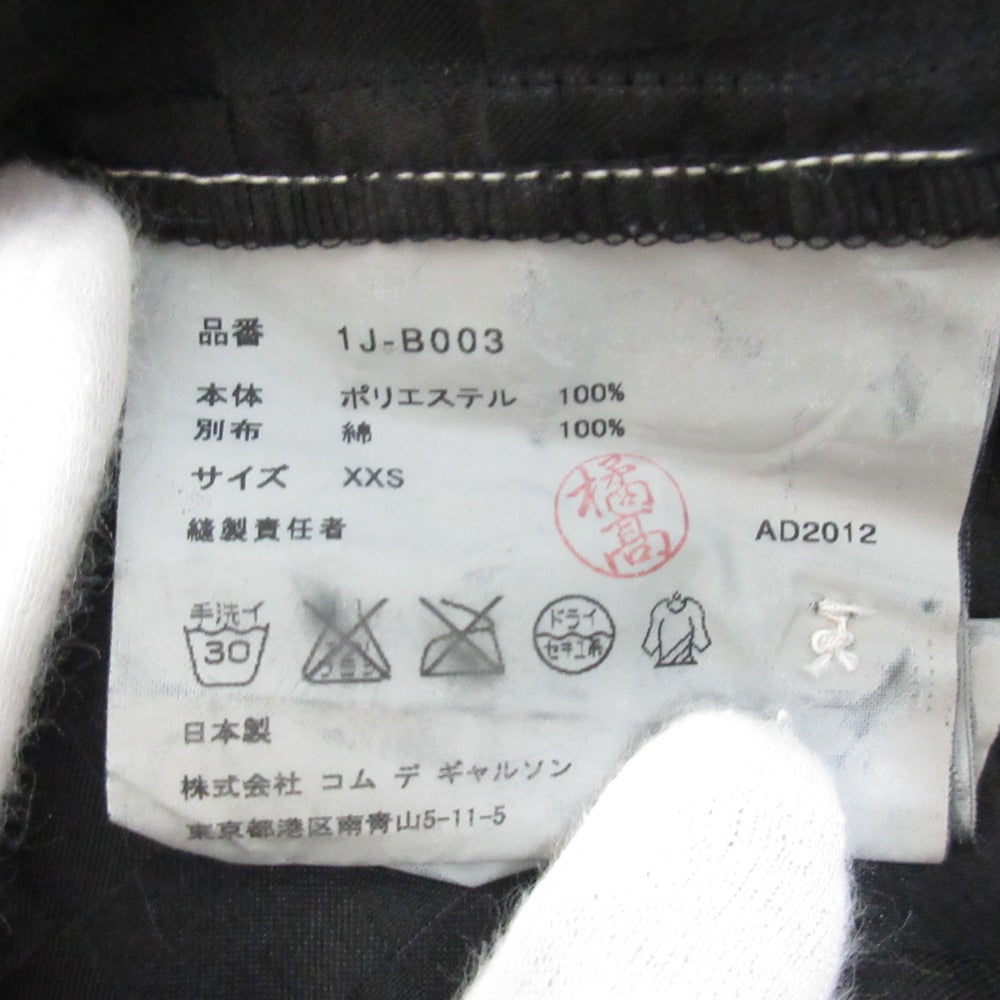 品番 1J-B003
本体 ポリエステル 100%
別布 綿 100%
サイズ XXS
縫製責任者 橘高 AD2012
手洗イ
30
ドライ
セキユ系
日本製
株式会社 コム デ ギャルソン
東京都港区南青山5-11-5